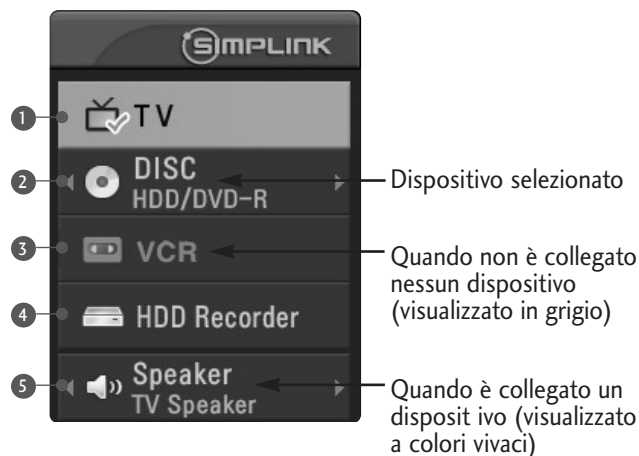 SIMPLINK
1 TV
2 DISC
HDD/DVD-R
Dispositivo selezionato
3 VCR
Quando non è collegato
nessun dispositivo
(visualizzato in grigio)
4 HDD Recorder
5 Speaker
TV Speaker
Quando è collegato un
disposit ivo (visualizzato
a colori vivaci)